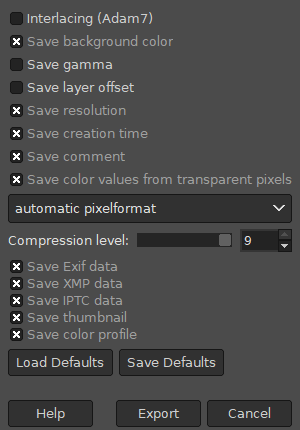 Interlacing (Adam7)
Save background color
Save gamma
Save layer offset
Save resolution
Save creation time
Save comment
Save color values from transparent pixels
automatic pixelformat
Compression level: 9
Save Exif data
Save XMP data
Save IPTC data
Save thumbnail
Save color profile
Load Defaults Save Defaults
Help Export Cancel